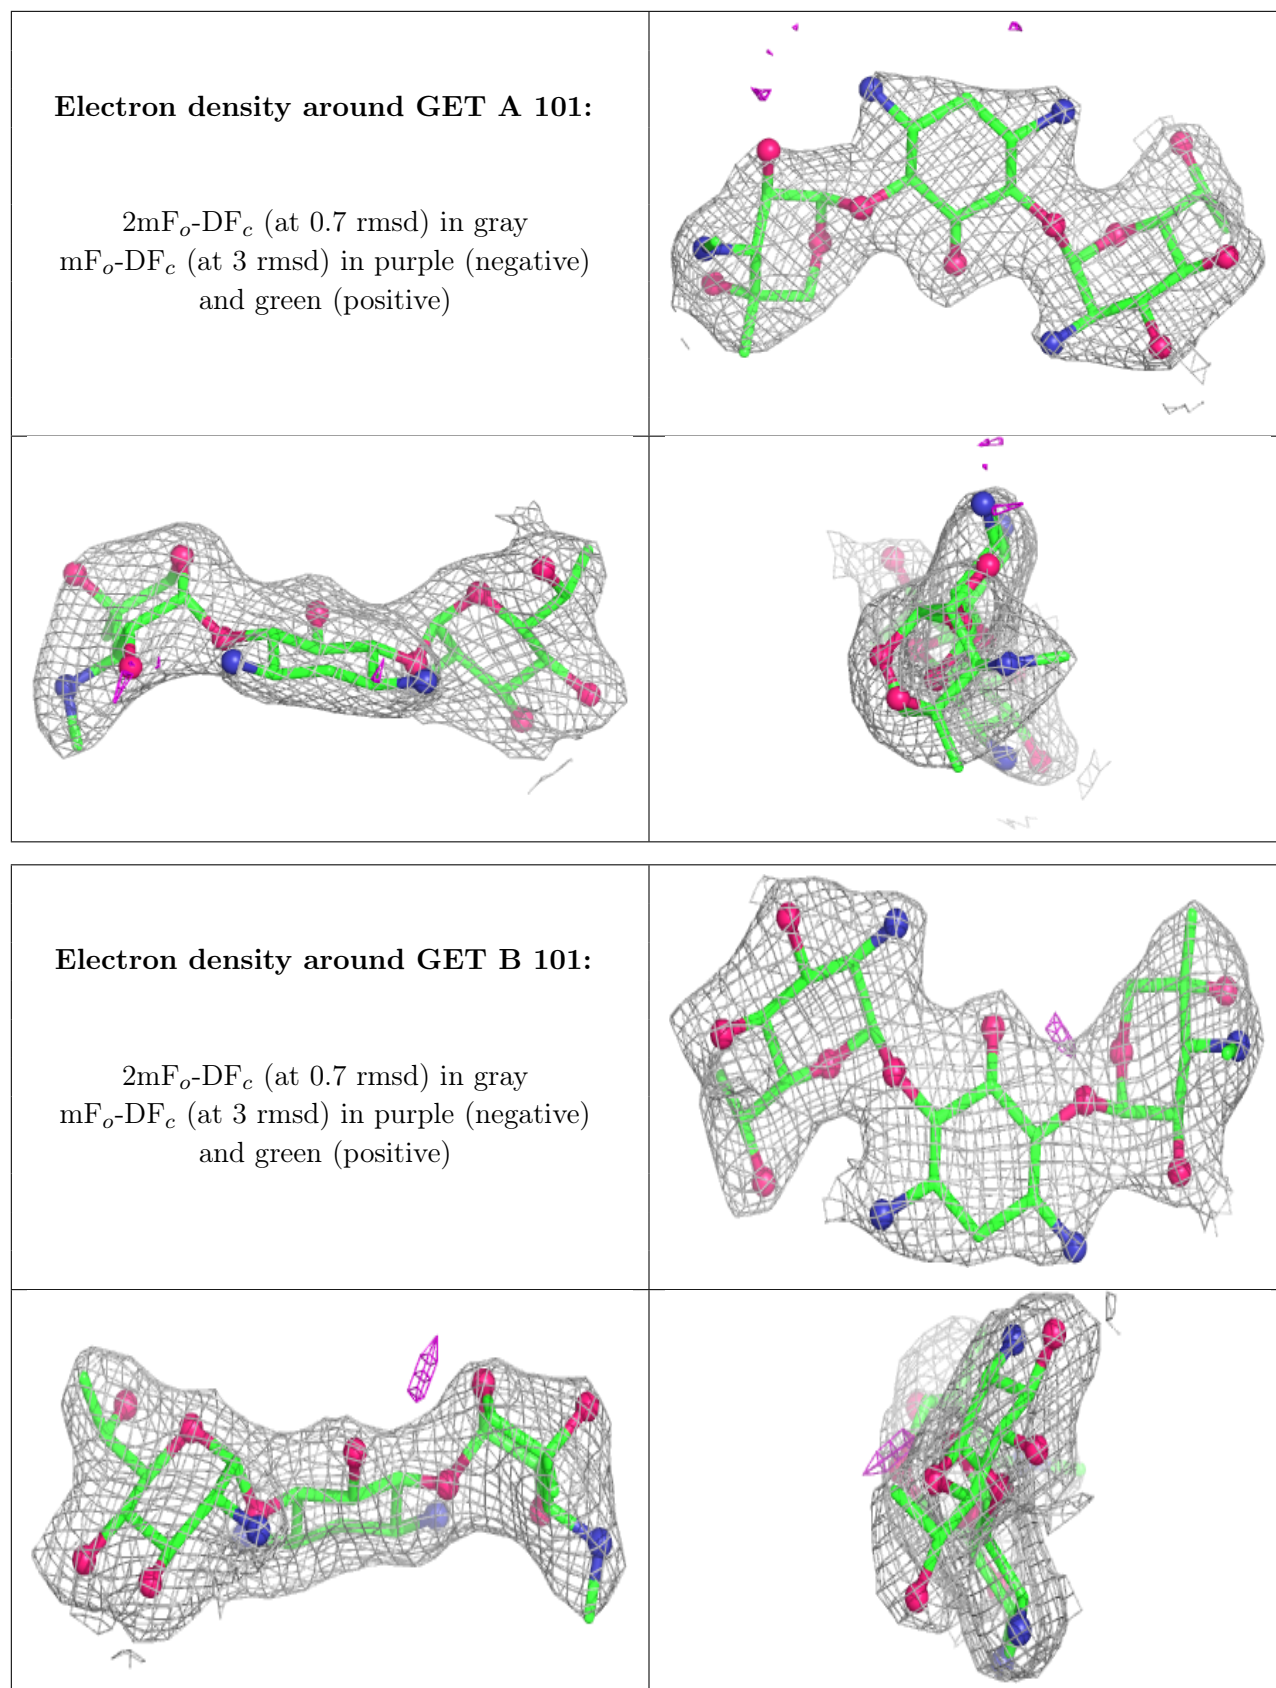 Electron density around GET A 101:
2mFₒ-DF𝒸 (at 0.7 rmsd) in gray
mFₒ-DF𝒸 (at 3 rmsd) in purple (negative)
and green (positive)
Electron density around GET B 101:
2mFₒ-DF𝒸 (at 0.7 rmsd) in gray
mFₒ-DF𝒸 (at 3 rmsd) in purple (negative)
and green (positive)